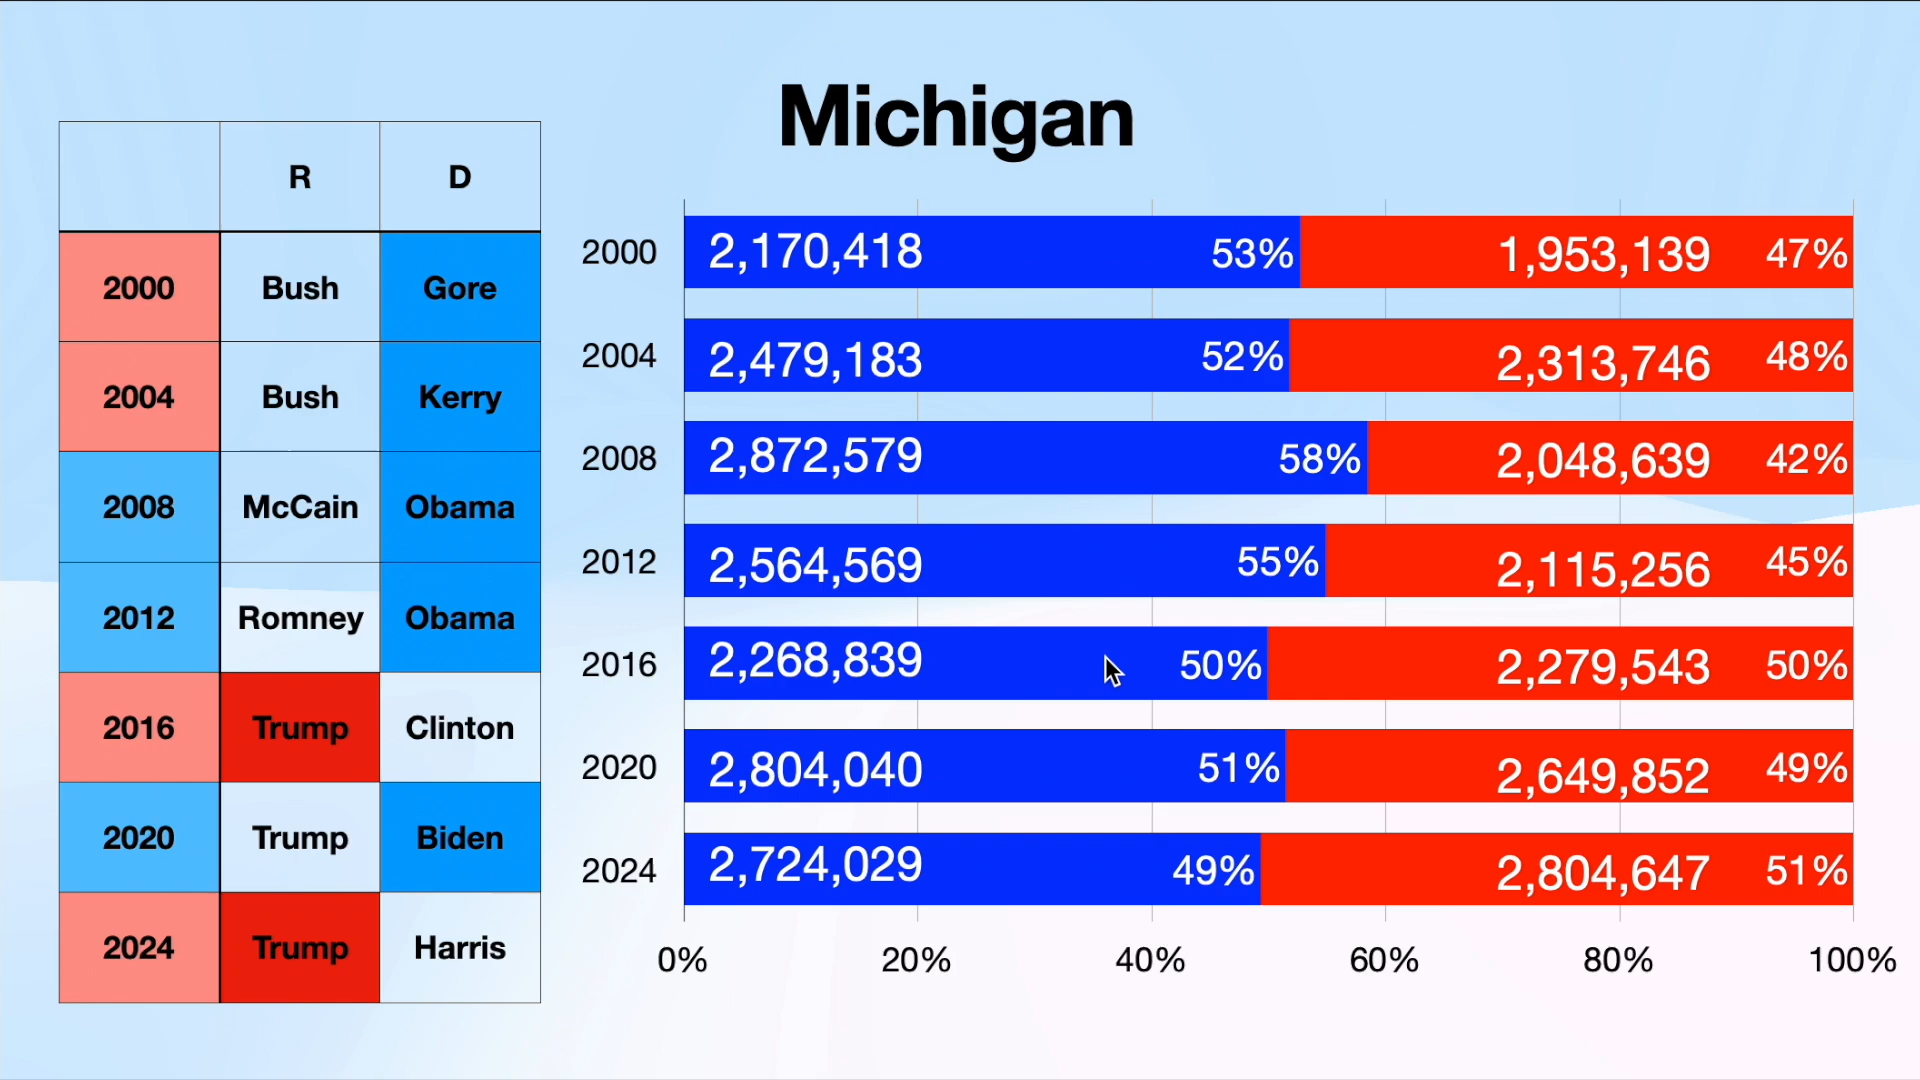 Michigan
R D
2000 Bush Gore
2004 Bush Kerry
2008 McCain Obama
2012 Romney Obama
2016 Trump Clinton
2020 Trump Biden
2024 Trump Harris
2000 2,170,418 53% 1,953,139 47%
2004 2,479,183 52% 2,313,746 48%
2008 2,872,579 58% 2,048,639 42%
2012 2,564,569 55% 2,115,256 45%
2016 2,268,839 50% 2,279,543 50%
2020 2,804,040 51% 2,649,852 49%
2024 2,724,029 49% 2,804,647 51%
0% 20% 40% 60% 80% 100%